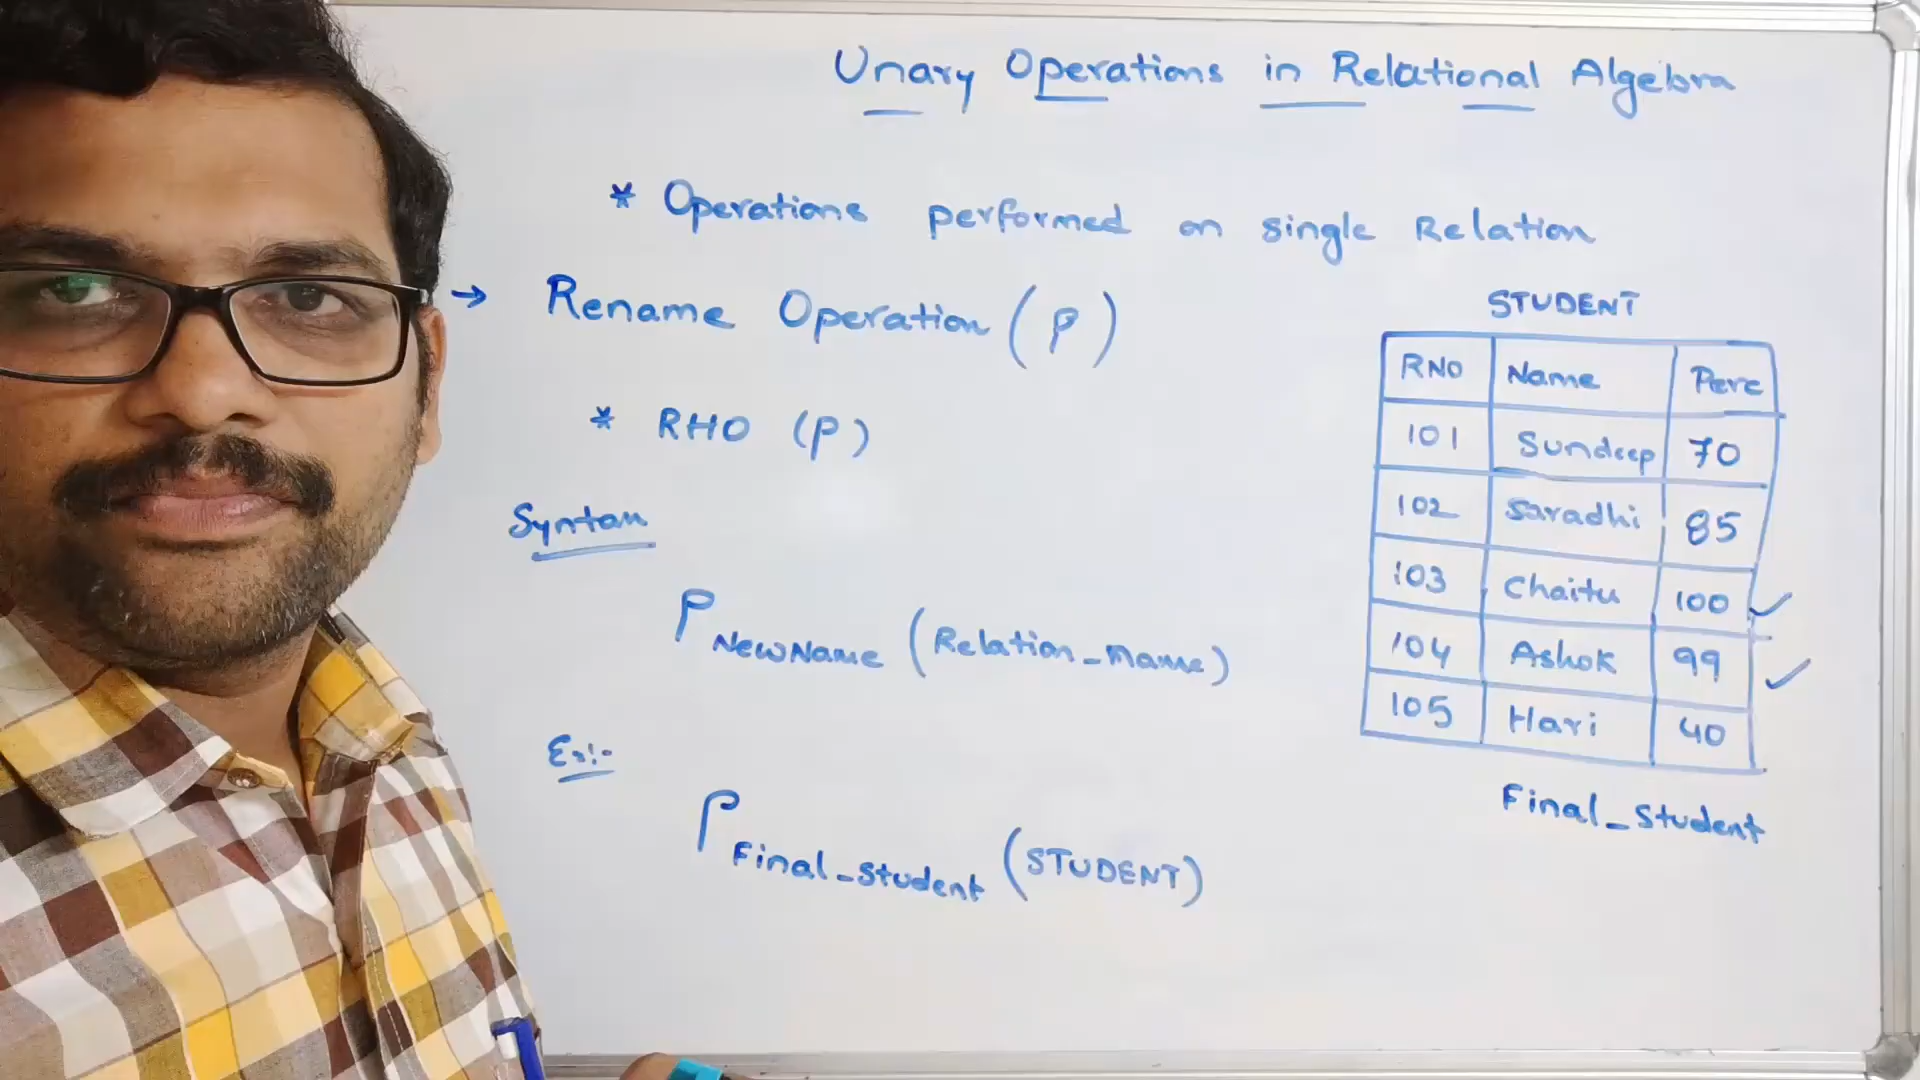 Unary Operations in Relational Algebra
* Operations performed on single Relation
→ Rename Operation (ρ)
* RHO (ρ)
Syntax
ρ NewName (Relation_Name)
Ex:-
ρ Final_Student (STUDENT)
STUDENT
RNO Name Perc
101 Sundeep 70
102 Saradhi 85
103 Chaitu 100 ✓
104 Ashok 99 ✓
105 Hari 40
Final_Student